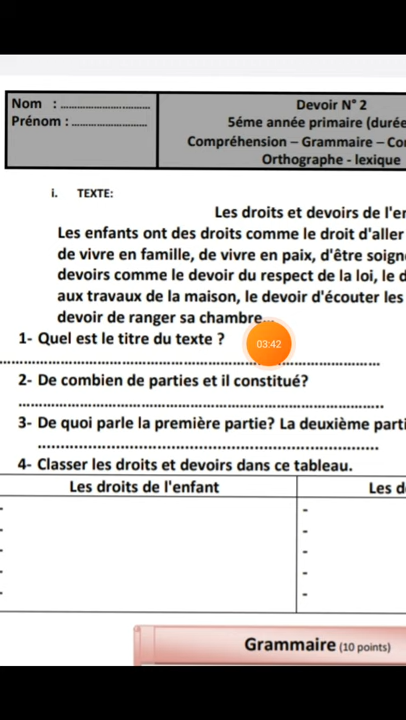 Nom : ..............................
Prénom : .........................
Devoir N° 2
5éme année primaire (durée
Compréhension – Grammaire – Co
Orthographe - lexique
i. TEXTE:
Les droits et devoirs de l'e
Les enfants ont des droits comme le droit d'aller
de vivre en famille, de vivre en paix, d'être soign
devoirs comme le devoir du respect de la loi, le d
aux travaux de la maison, le devoir d'écouter les
devoir de ranger sa chambre...
1- Quel est le titre du texte ?
03:42
2- De combien de parties et il constitué?
3- De quoi parle la première partie? La deuxième parti
4- Classer les droits et devoirs dans ce tableau.
Les droits de l'enfant
Les d
Grammaire (10 points)